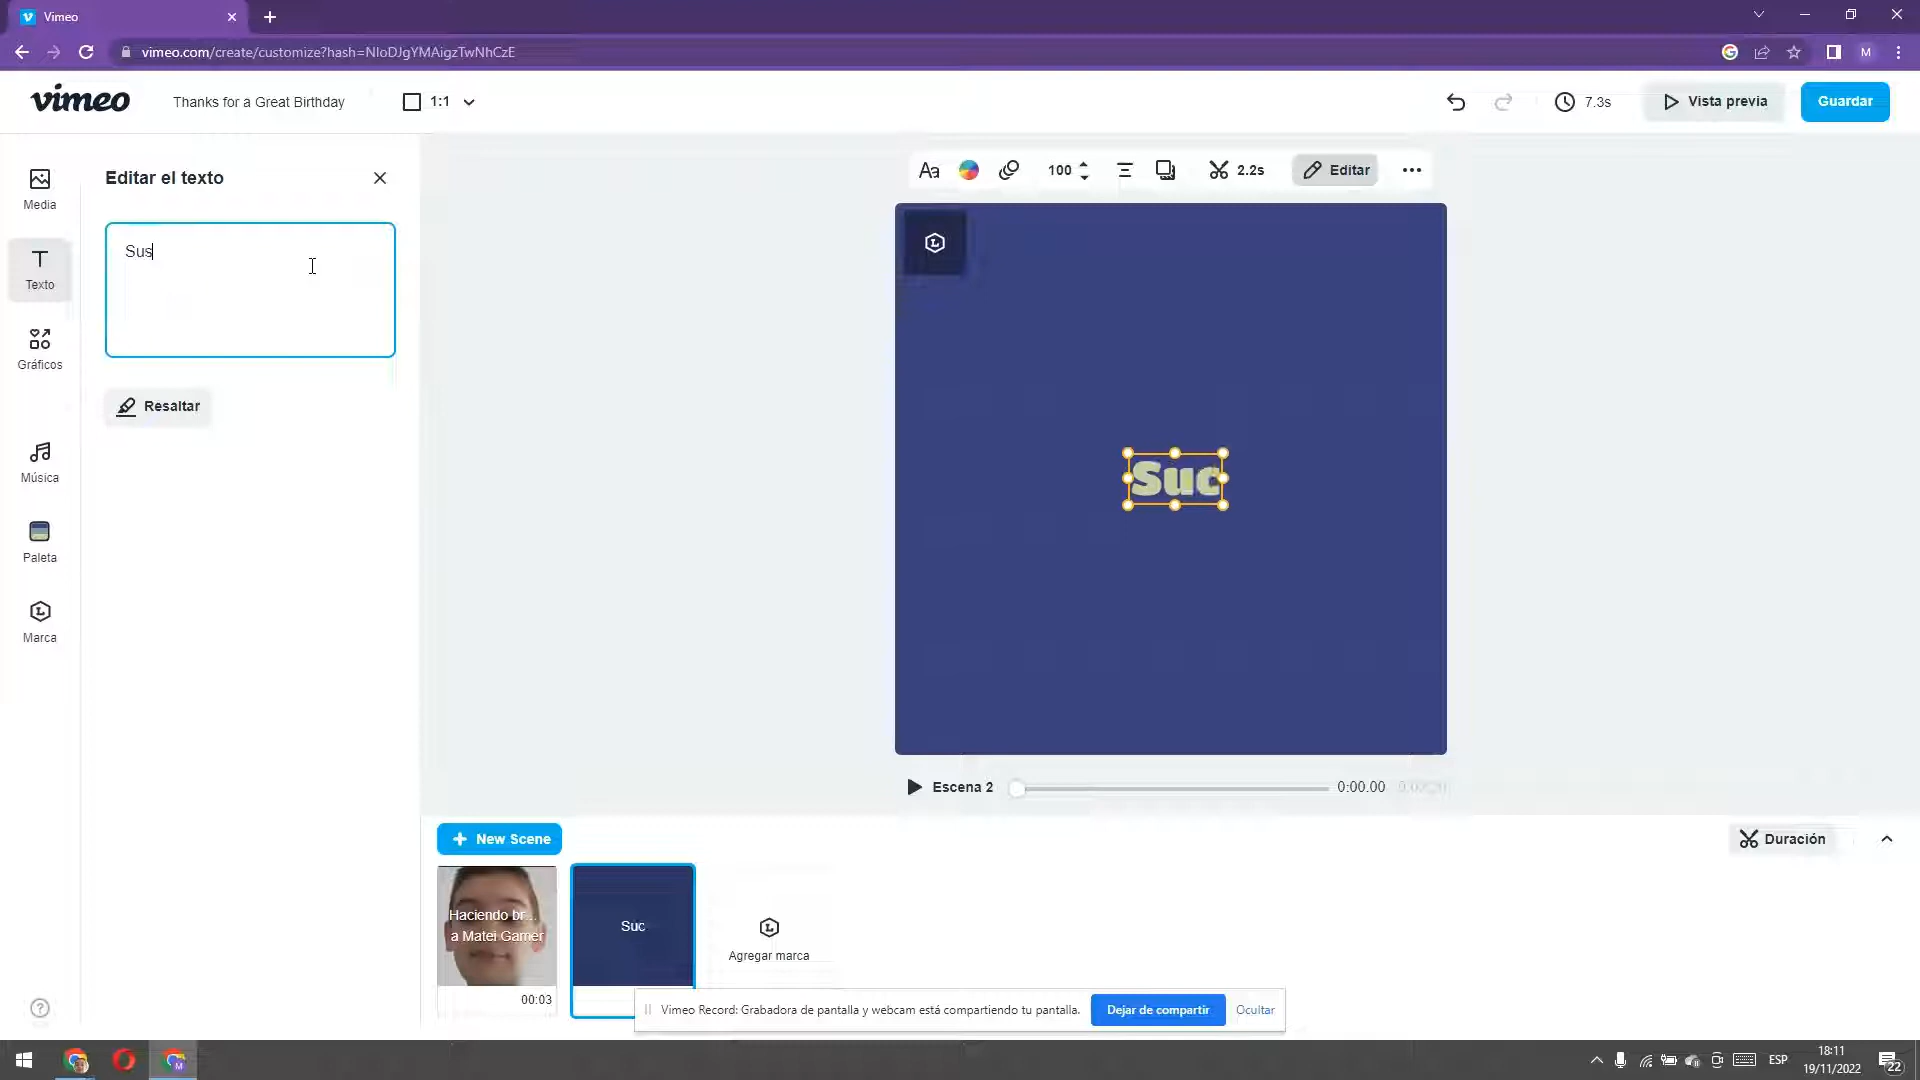 Vimeo
vimeo.com/create/customize?hash=NIoDJgYMAigzTwNhCzE
M
vimeo
Thanks for a Great Birthday
1:1
7.3s
Vista previa
Guardar
Media
Texto
Gráficos
Música
Paleta
Marca
Editar el texto
Sus
Resaltar
Aa
100
2.2s
Editar
Suc
Escena 2
0:00.00
New Scene
Duración
Haciendo br...
a Matei Gamer
00:03
Suc
Agregar marca
Vimeo Record: Grabadora de pantalla y webcam está compartiendo tu pantalla.
Dejar de compartir
Ocultar
ESP
18:11
19/11/2022
22